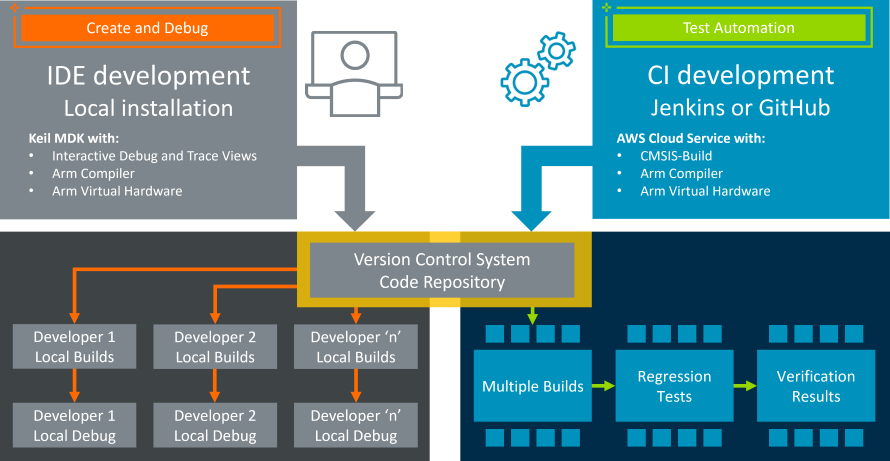 Create and Debug
IDE development
Local installation
Keil MDK with:
• Interactive Debug and Trace Views
• Arm Compiler
• Arm Virtual Hardware
Test Automation
CI development
Jenkins or GitHub
AWS Cloud Service with:
• CMSIS-Build
• Arm Compiler
• Arm Virtual Hardware
Version Control System
Code Repository
Developer 1
Local Builds
Developer 2
Local Builds
Developer ‘n’
Local Builds
Developer 1
Local Debug
Developer 2
Local Debug
Developer ‘n’
Local Debug
Multiple Builds
Regression
Tests
Verification
Results